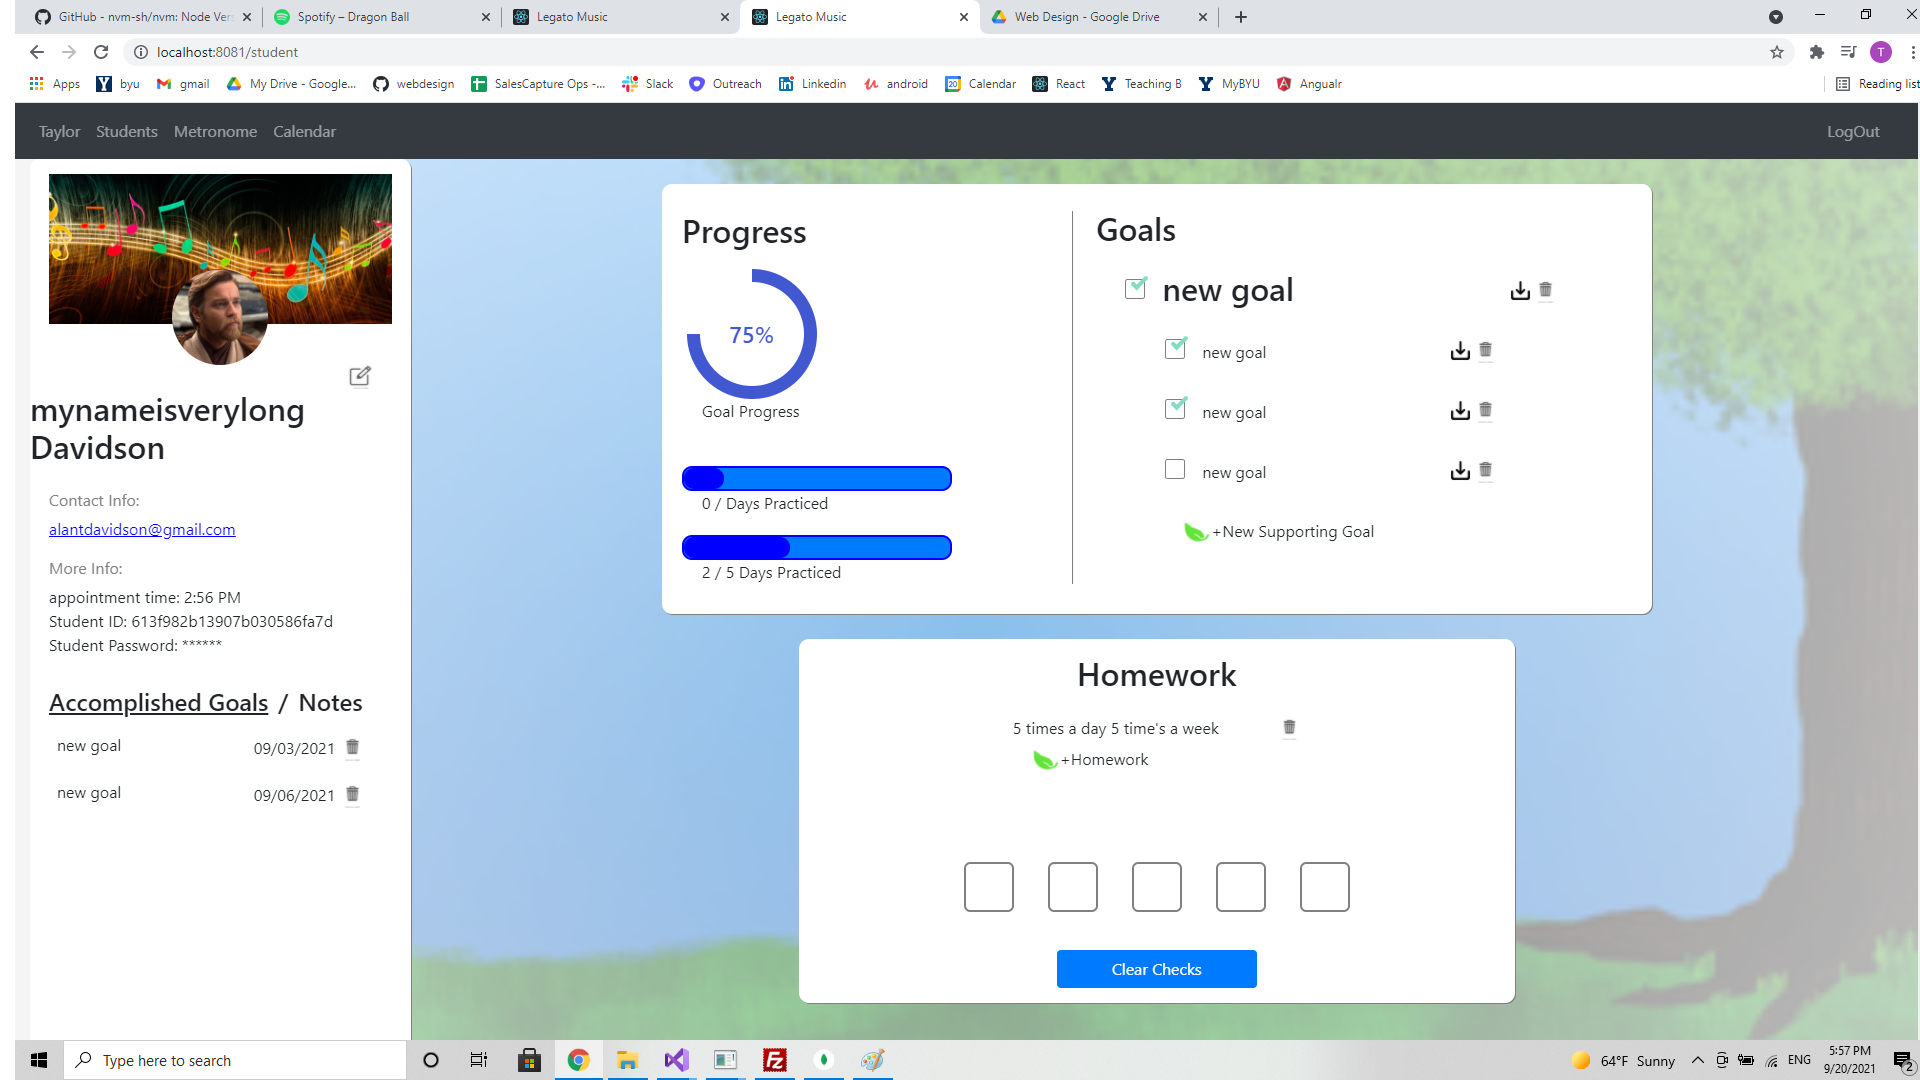 GitHub - nvm-sh/nvm: Node Vers
Spotify – Dragon Ball
Legato Music
Legato Music
Web Design - Google Drive
localhost:8081/student
T
Apps
byu
gmail
My Drive - Google...
webdesign
SalesCapture Ops -...
Slack
Outreach
Linkedin
android
Calendar
React
Teaching B
MyBYU
Angualr
Reading list
Taylor
Students
Metronome
Calendar
LogOut
mynameisverylong
Davidson
Contact Info:
alantdavidson@gmail.com
More Info:
appointment time: 2:56 PM
Student ID: 613f982b13907b030586fa7d
Student Password: ******
Accomplished Goals / Notes
new goal 09/03/2021
new goal 09/06/2021
Progress
75%
Goal Progress
0 / Days Practiced
2 / 5 Days Practiced
Goals
new goal
new goal
new goal
new goal
+New Supporting Goal
Homework
5 times a day 5 time's a week
+Homework
Clear Checks
Type here to search
64°F Sunny
ENG
5:57 PM
9/20/2021
2